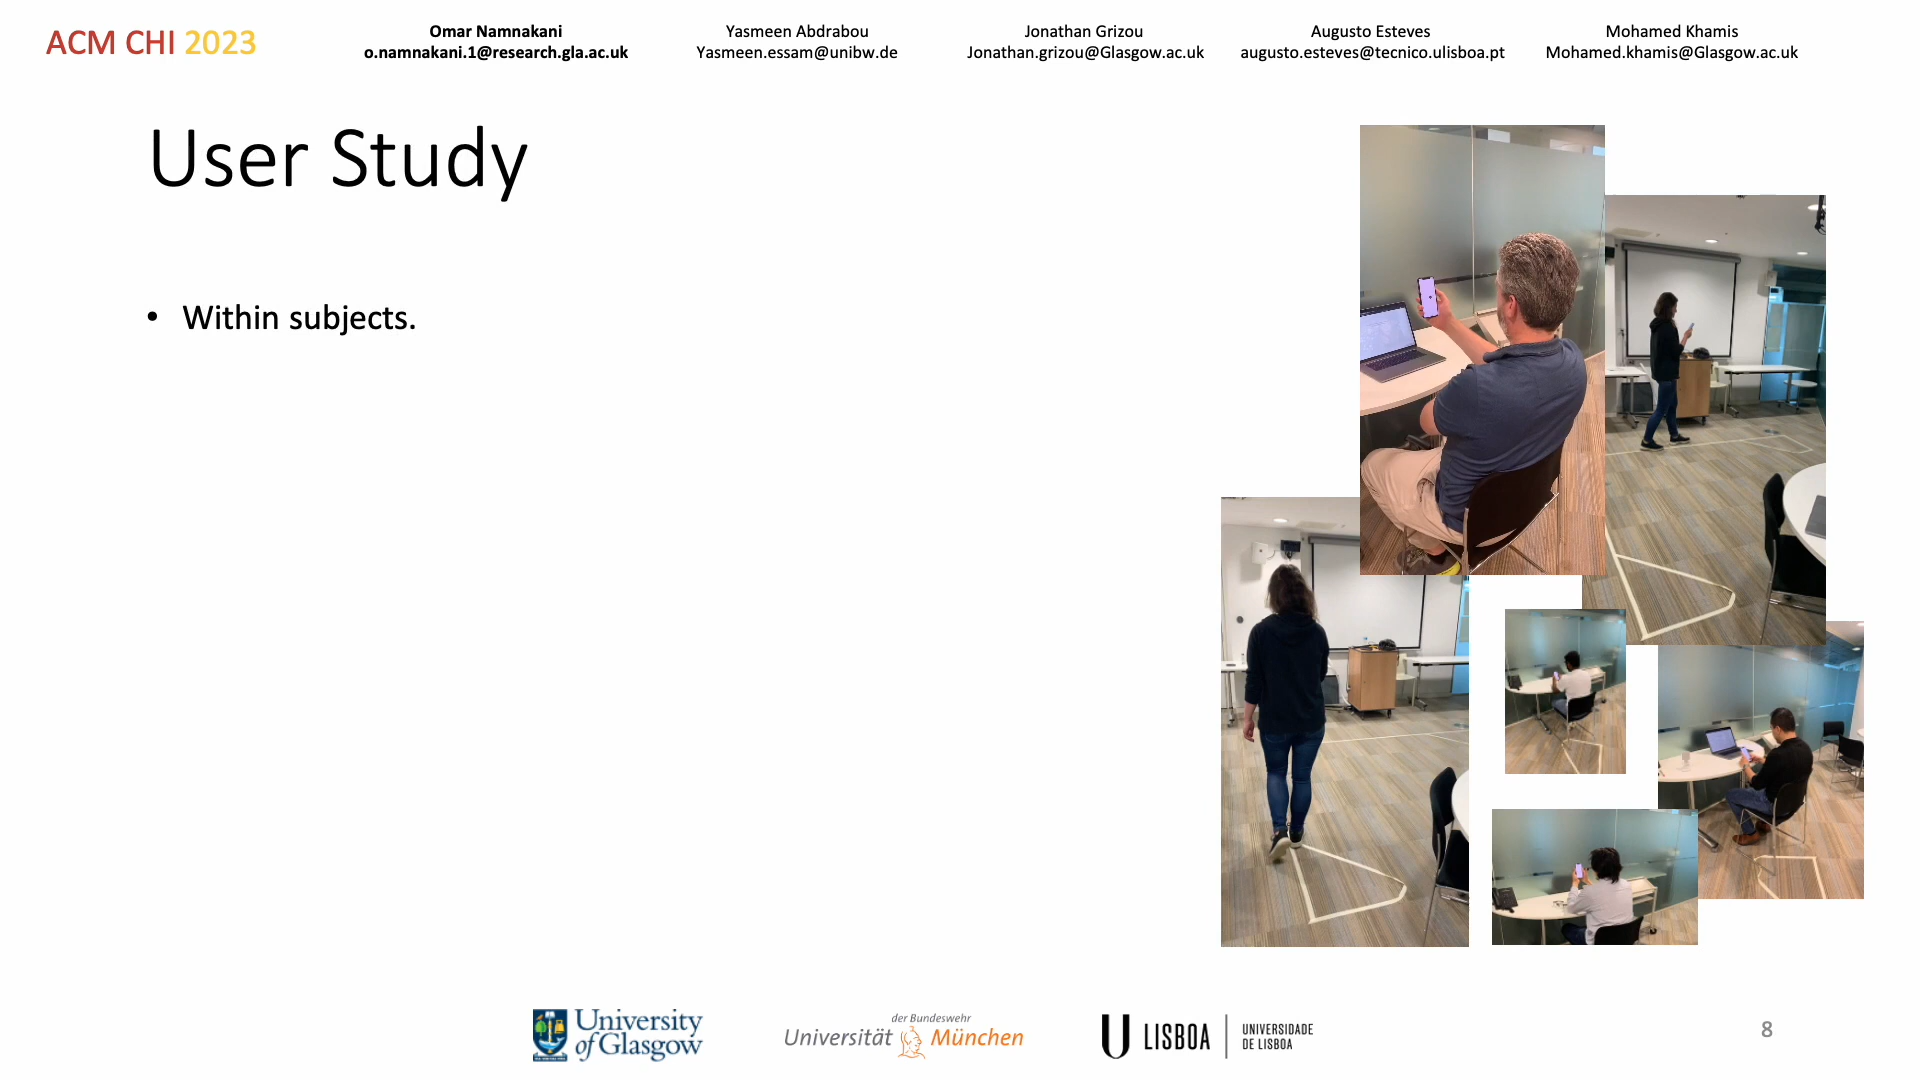 ACM CHI 2023
Omar Namnakani
o.namnakani.1@research.gla.ac.uk
Yasmeen Abdrabou
Yasmeen.essam@unibw.de
Jonathan Grizou
Jonathan.grizou@Glasgow.ac.uk
Augusto Esteves
augusto.esteves@tecnico.ulisboa.pt
Mohamed Khamis
Mohamed.khamis@Glasgow.ac.uk
User Study
• Within subjects.
University
of Glasgow
der Bundeswehr
Universität München
U LISBOA
UNIVERSIDADE
DE LISBOA
8